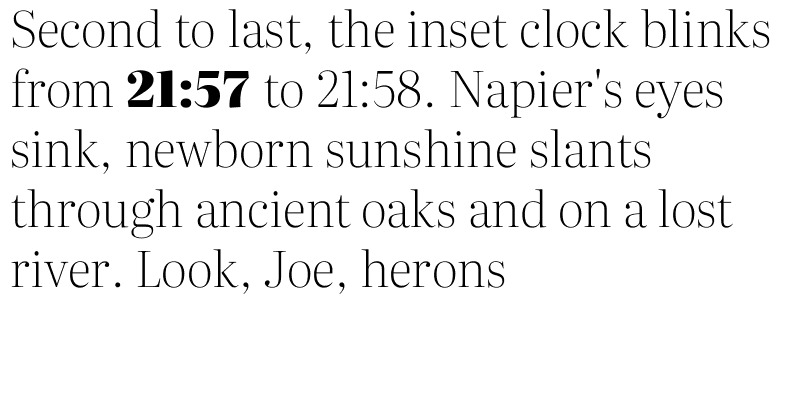 Second to last, the inset clock blinks
from 21:57 to 21:58. Napier's eyes
sink, newborn sunshine slants
through ancient oaks and on a lost
river. Look, Joe, herons